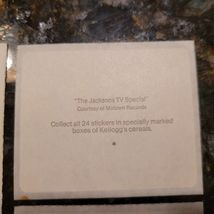 "The Jacksons TV Special"
Courtesy of Motown Records
Collect all 24 stickers in specially marked
boxes of Kellogg's cereals.